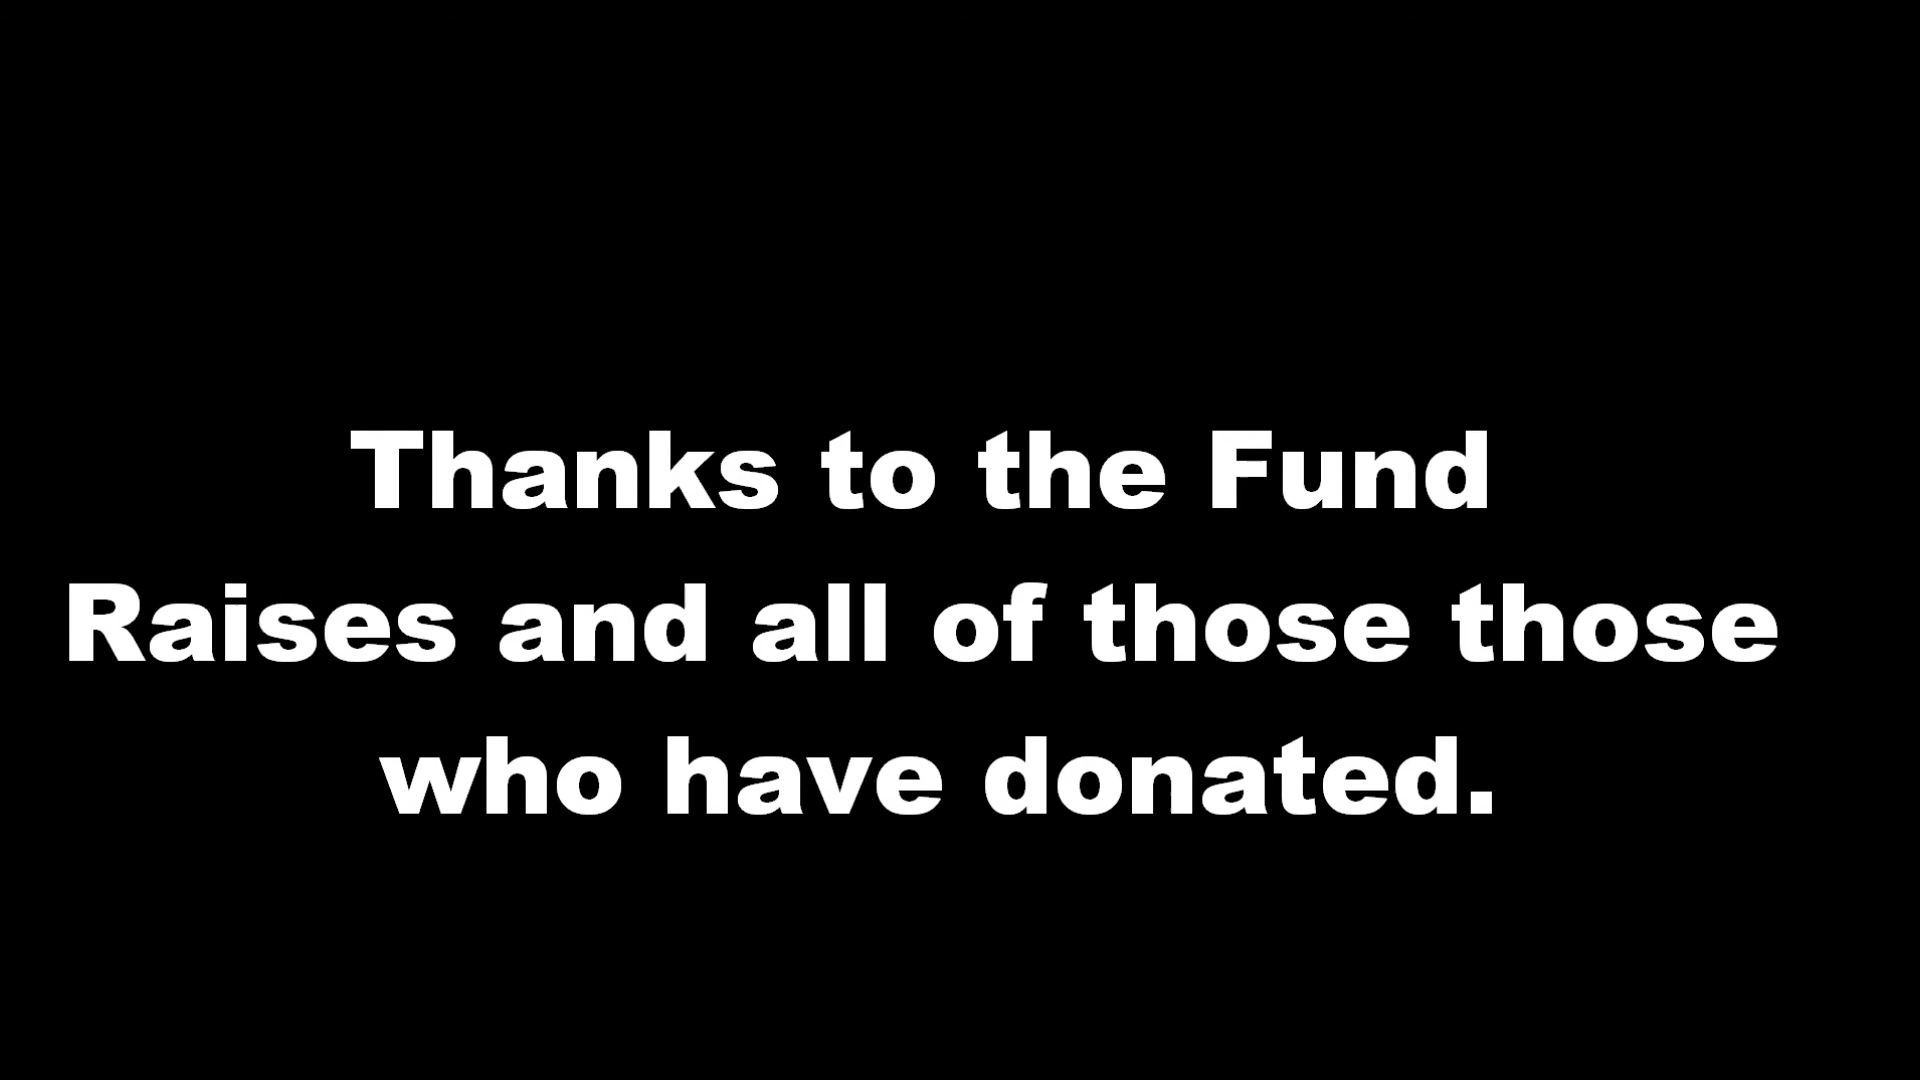 Thanks to the Fund
Raises and all of those those
who have donated.